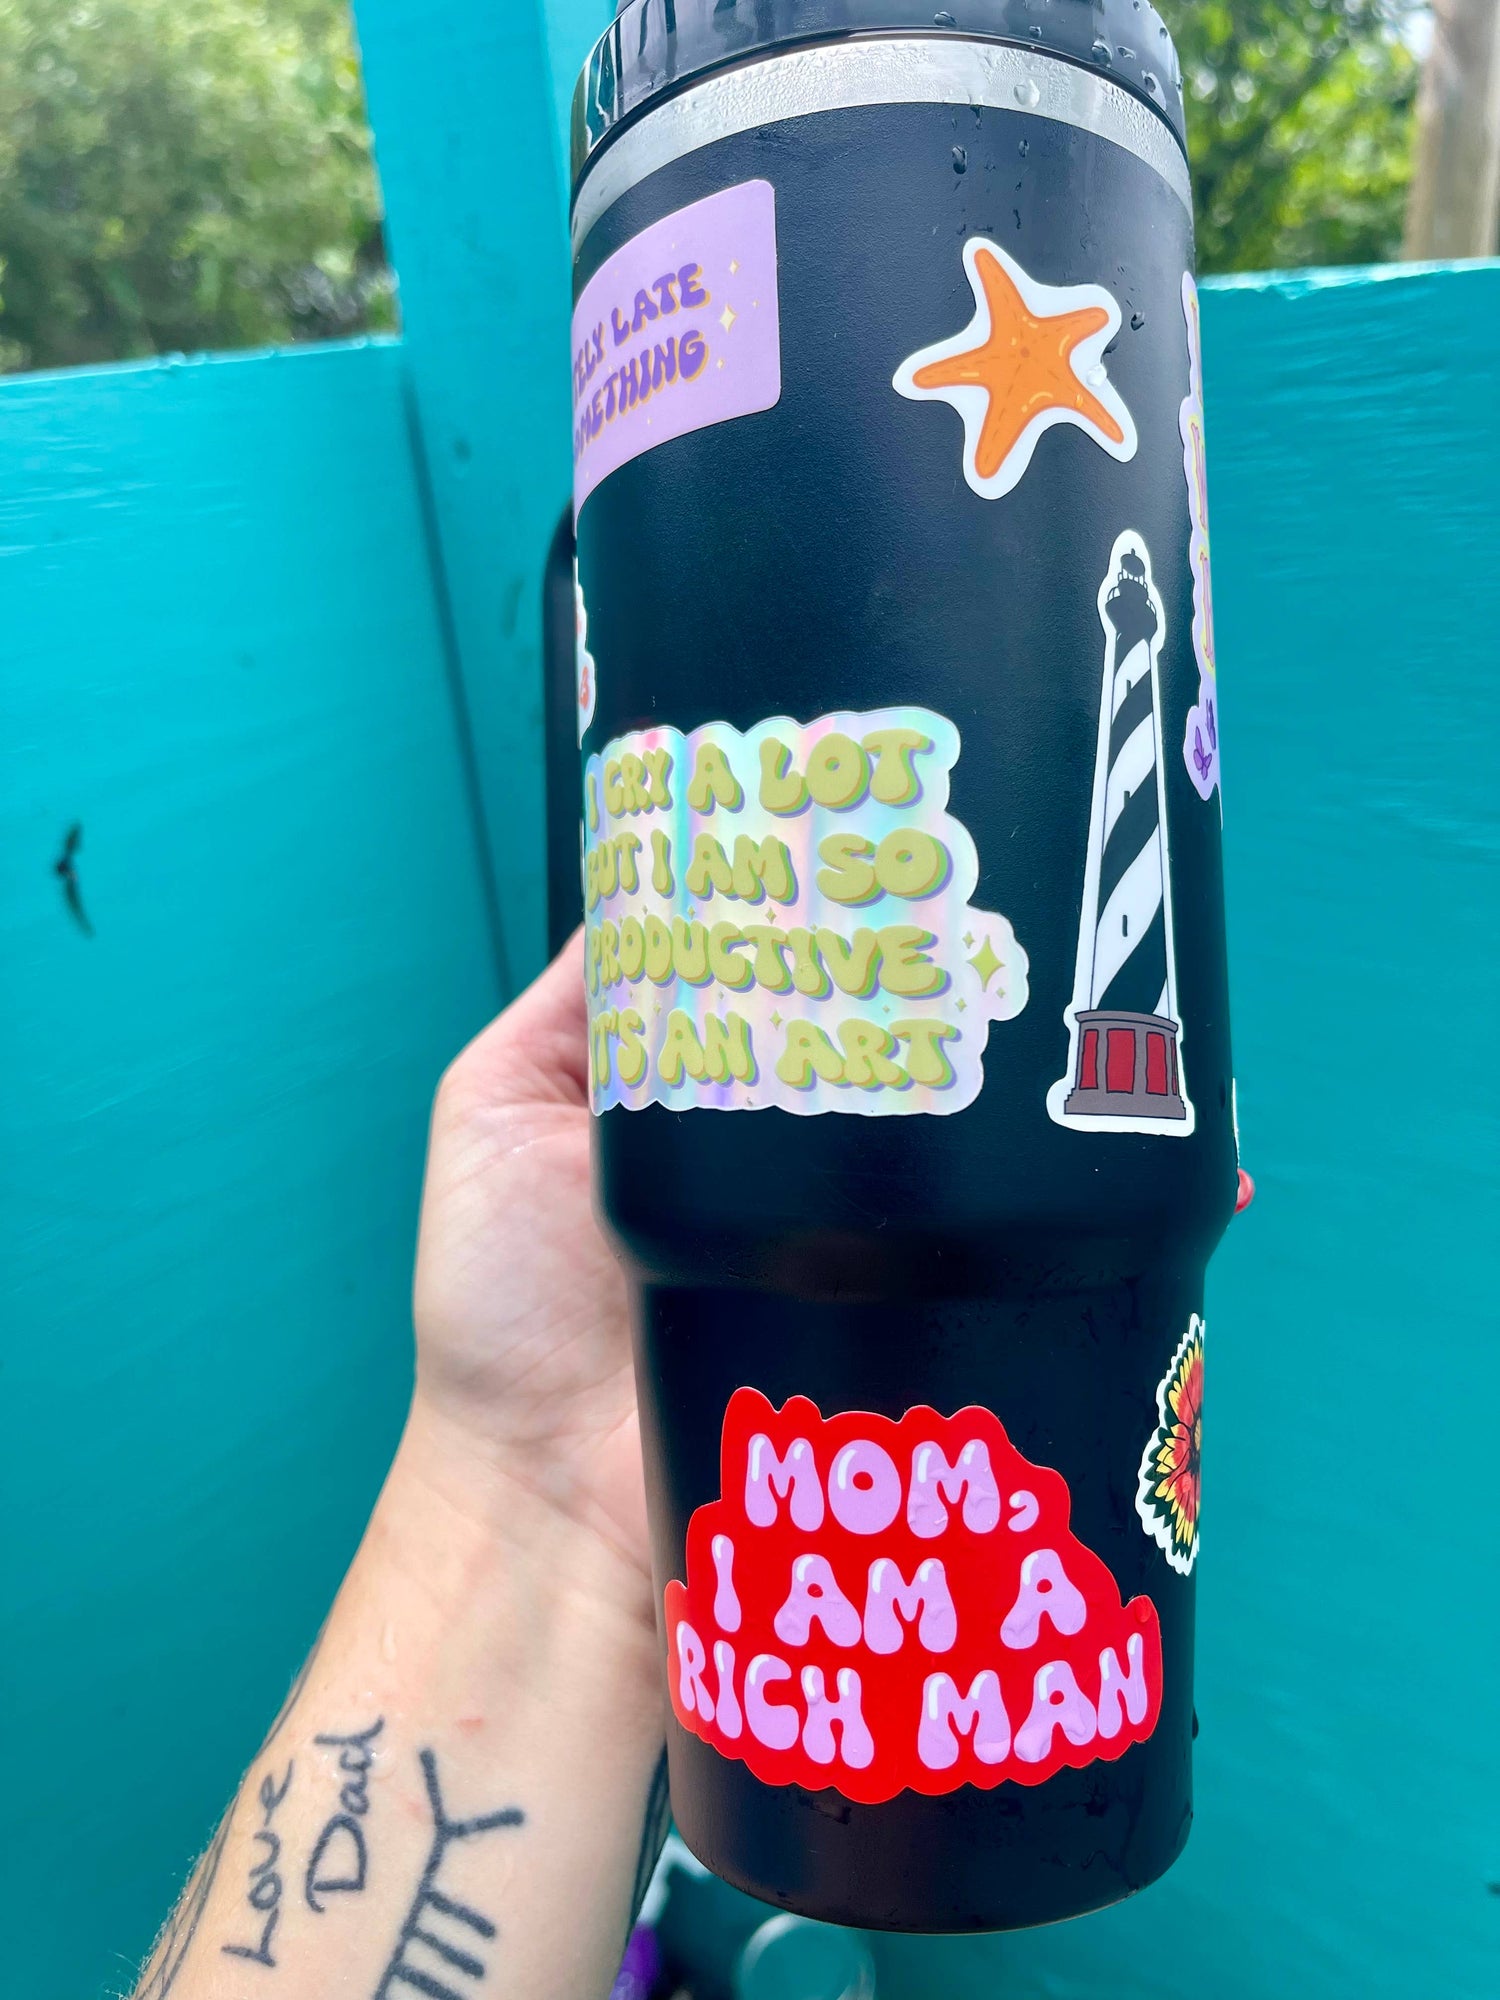 LATE
I CRY A LOT
BUT I AM SO
PRODUCTIVE
IT'S AN ART
MOM,
I AM A
RICH MAN
Love
Dad